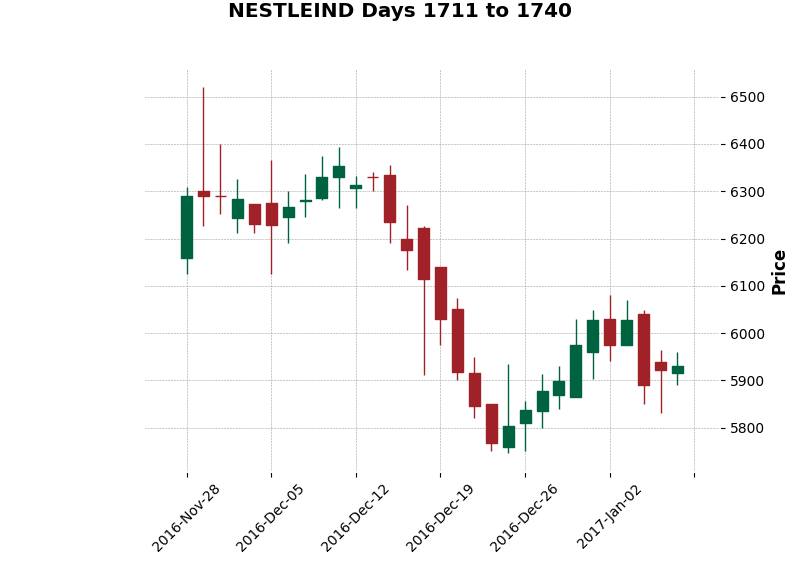 NESTLEIND Days 1711 to 1740
6500
6400
6300
6200
6100
6000
5900
5800
Price
2016-Nov-28
2016-Dec-05
2016-Dec-12
2016-Dec-19
2016-Dec-26
2017-Jan-02